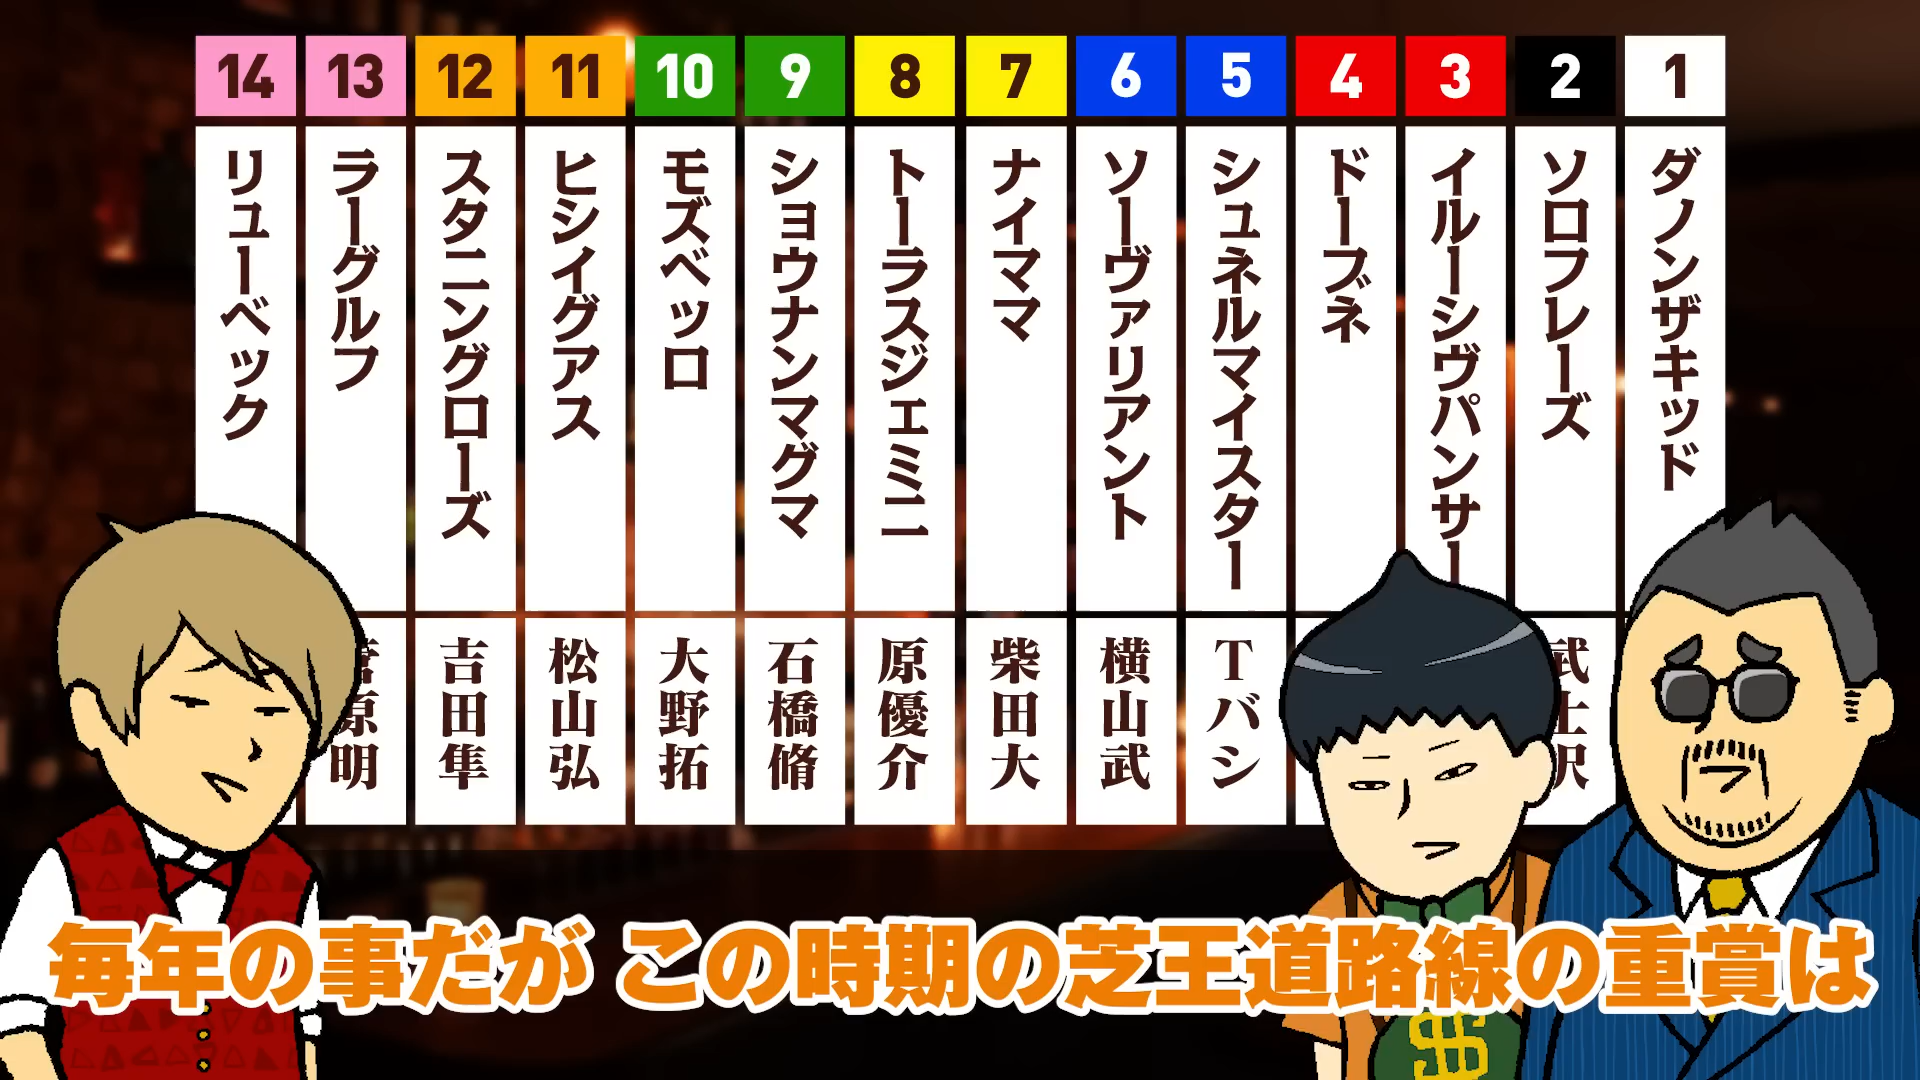 1
ダノンザキッド
2
ソロフレーズ
武士沢
3
イルーシヴパンサー
4
ドーブネ
5
シュネルマイスター
Tバシ
6
ソーヴァリアント
横山武
7
ナイママ
柴田大
8
トーラスジェミニ
原優介
9
ショウナンマグマ
石橋脩
10
モズベッロ
大野拓
11
ヒシイグアス
松山弘
12
スタニングローズ
吉田隼
13
ラーグルフ
菅原明
14
リューベック
毎年の事だが この時期の芝王道路線の重賞は